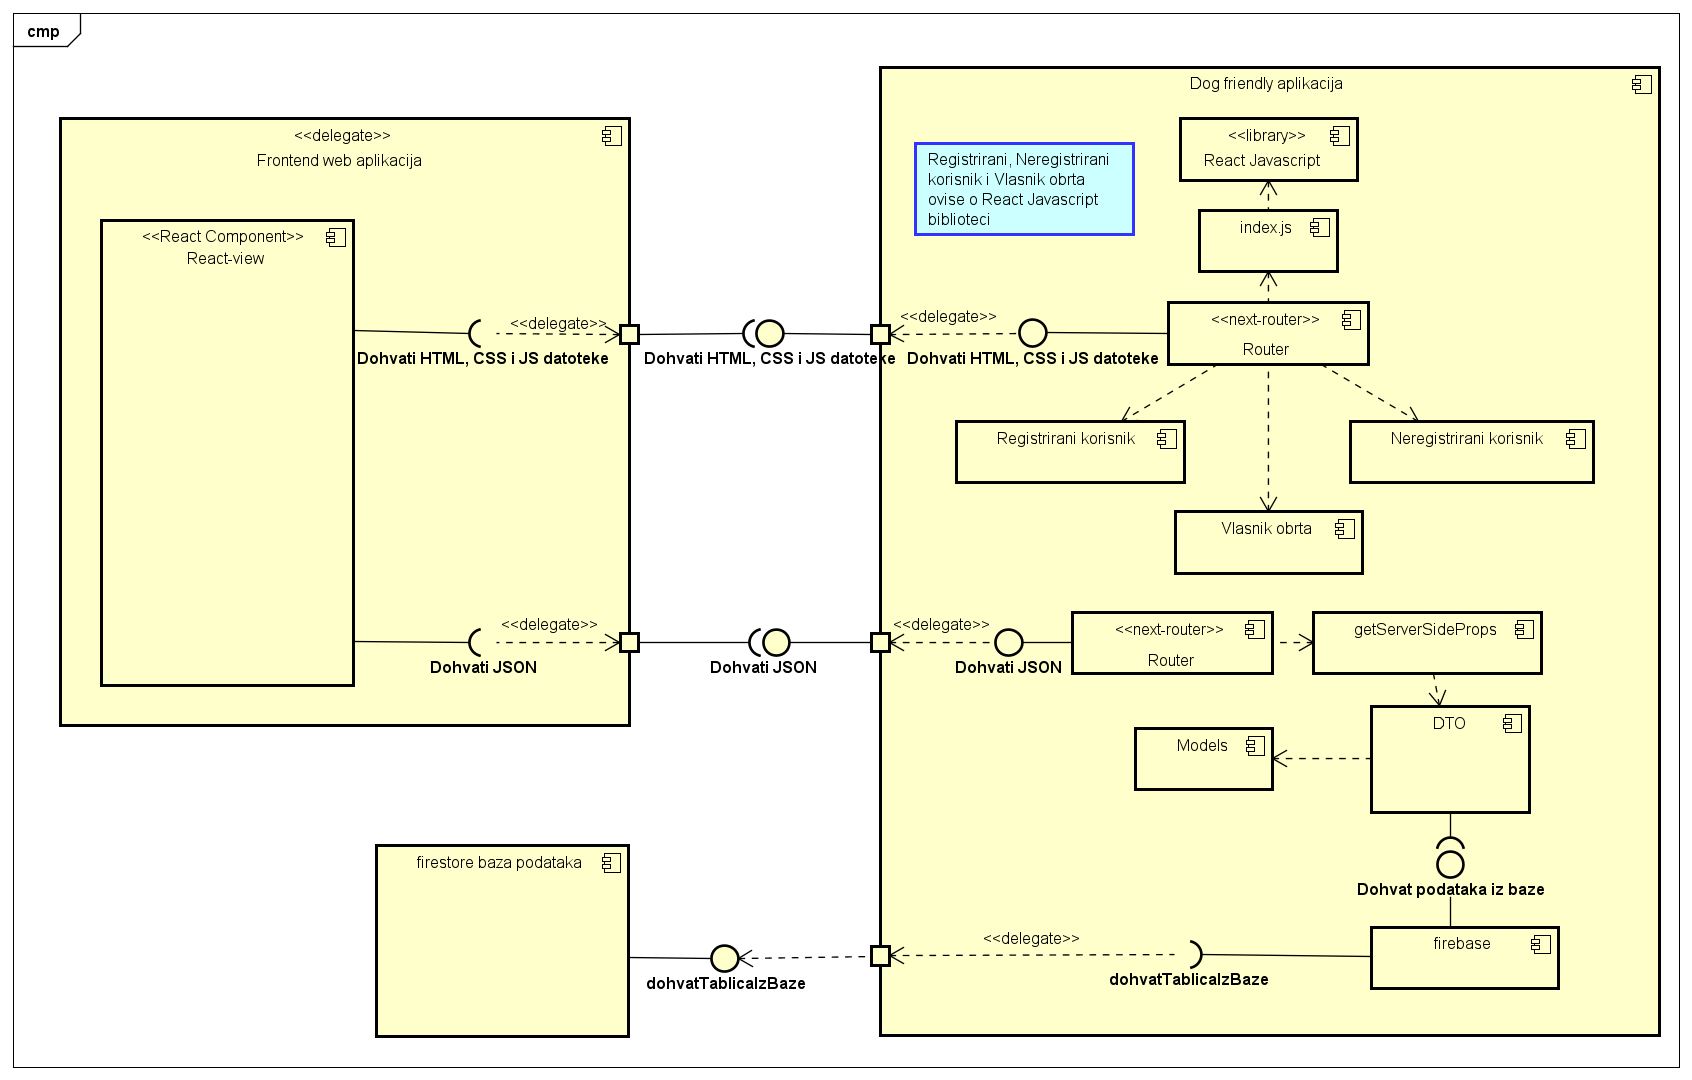 cmp
Dog friendly aplikacija
<<delegate>>
Frontend web aplikacija
<<library>>
React Javascript
Registrirani, Neregistrirani
korisnik i Vlasnik obrta
ovise o React Javascript
biblioteci
index.js
<<React Component>>
React-view
<<delegate>>
<<delegate>>
<<next-router>>
Router
Dohvati HTML, CSS i JS datoteke
Dohvati HTML, CSS i JS datoteke
Dohvati HTML, CSS i JS datoteke
Registrirani korisnik
Neregistrirani korisnik
Vlasnik obrta
<<delegate>>
<<delegate>>
<<next-router>>
Router
getServerSideProps
Dohvati JSON
Dohvati JSON
Dohvati JSON
DTO
Models
firestore baza podataka
Dohvat podataka iz baze
<<delegate>>
firebase
dohvatTablicaIzBaze
dohvatTablicaIzBaze